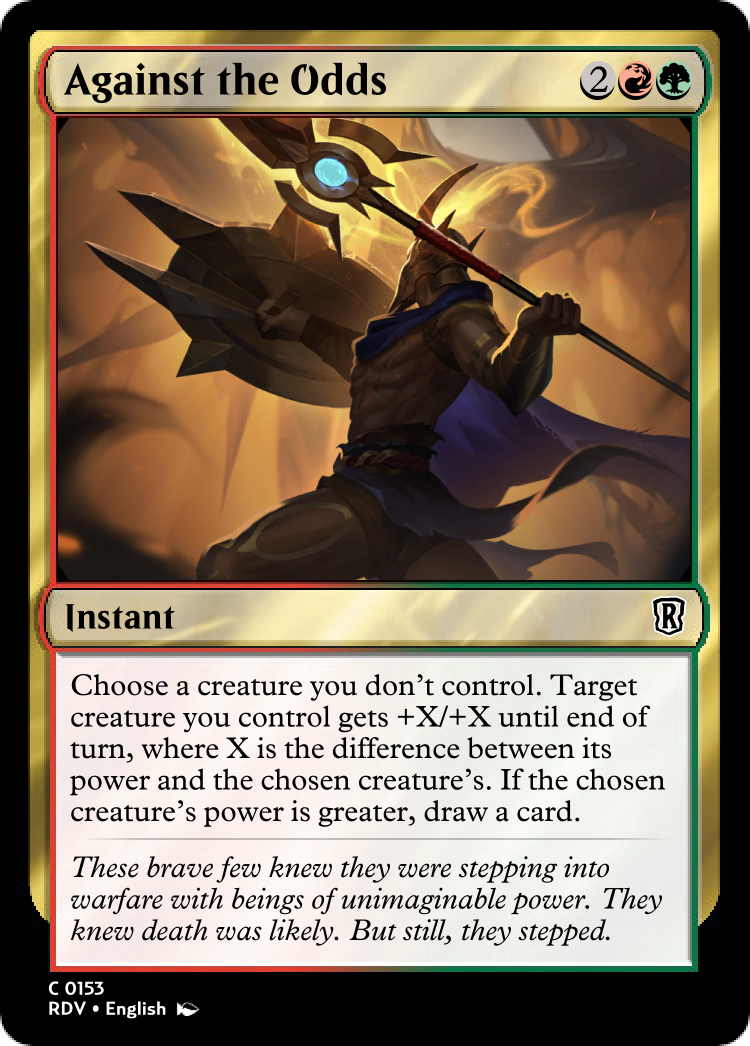 Against the Odds 2
Instant R
Choose a creature you don't control. Target
creature you control gets +X/+X until end of
turn, where X is the difference between its
power and the chosen creature's. If the chosen
creature's power is greater, draw a card.
These brave few knew they were stepping into
warfare with beings of unimaginable power. They
knew death was likely. But still, they stepped.
C 0153
RDV • English